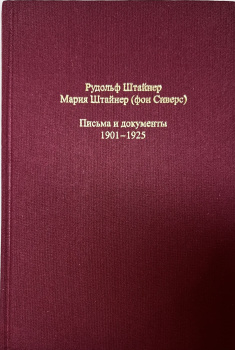 Рудольф Штайнер
Мария Штайнер (фон Сиверс)
Письма и документы
1901–1925